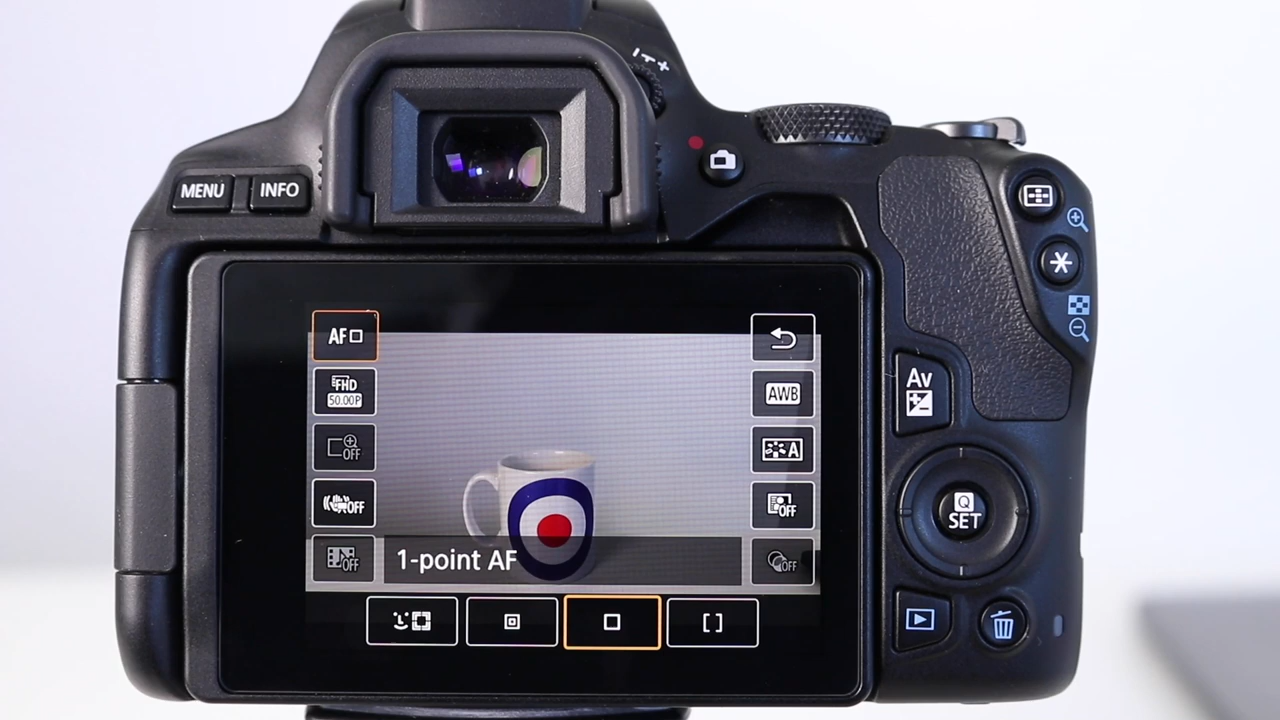 MENU
INFO
AF
FHD
50.00P
OFF
OFF
OFF
AWB
A
OFF
OFF
1-point AF
Av
Q
SET